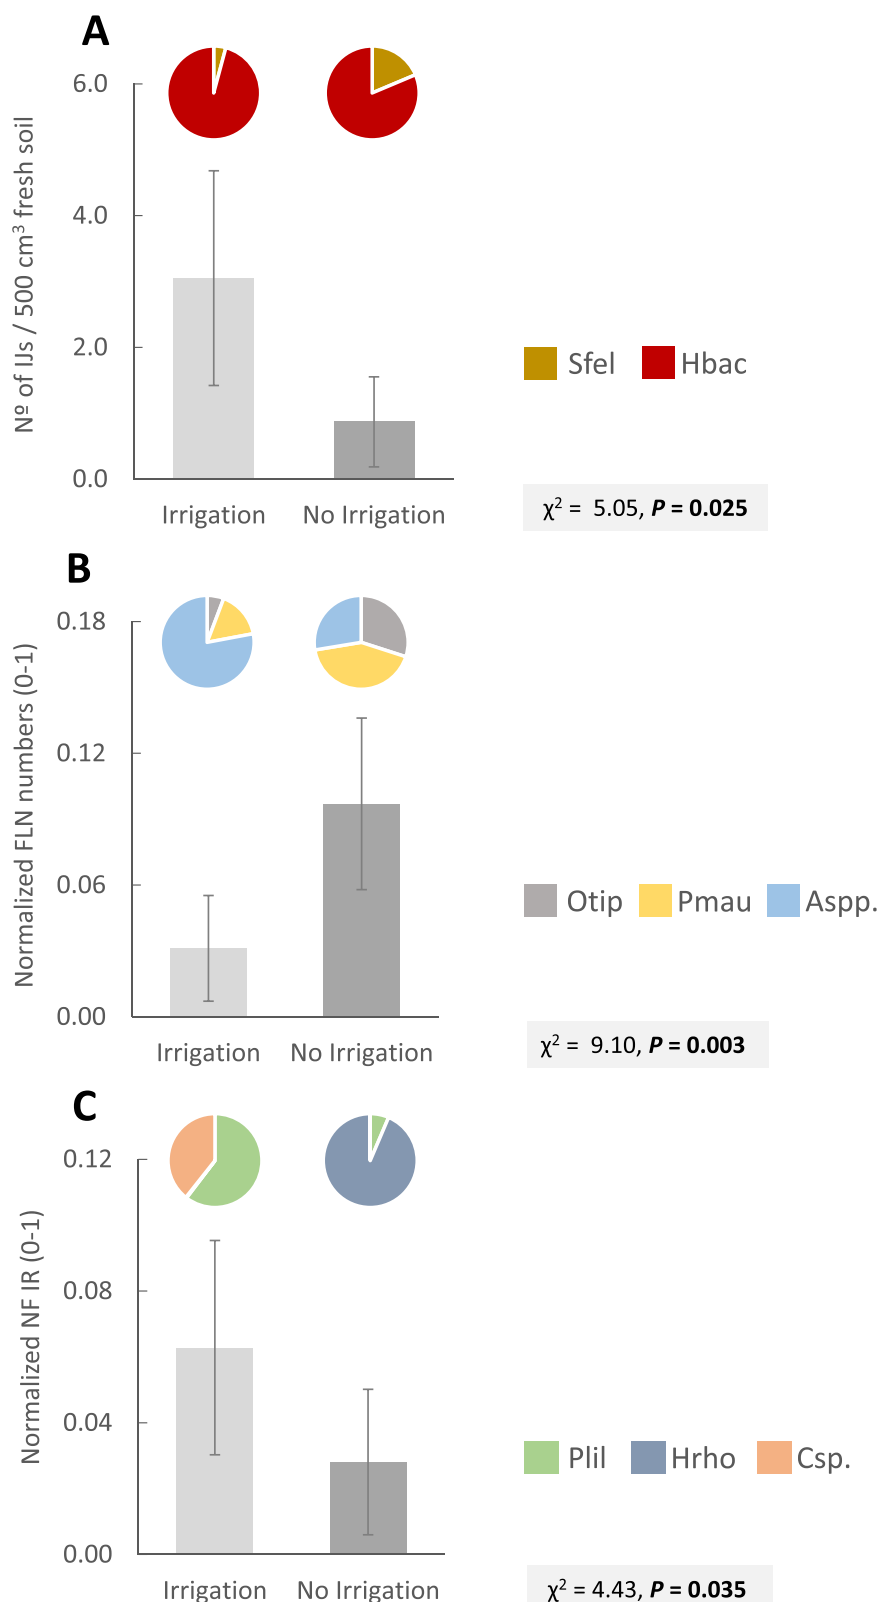 A
Nº of IJs / 500 cm³ fresh soil
6.0
4.0
2.0
0.0
Irrigation No Irrigation
Sfel Hbac
χ² = 5.05, P = 0.025
B
Normalized FLN numbers (0-1)
0.18
0.12
0.06
0.00
Irrigation No Irrigation
Otip Pmau Aspp.
χ² = 9.10, P = 0.003
C
Normalized NF IR (0-1)
0.12
0.08
0.04
0.00
Irrigation No Irrigation
Plil Hrho Csp.
χ² = 4.43, P = 0.035